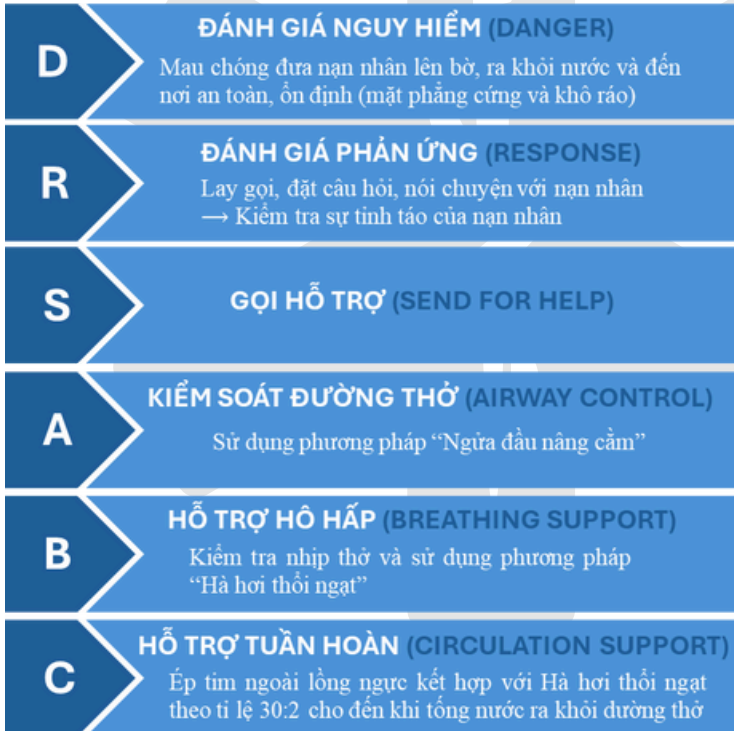 D
ĐÁNH GIÁ NGUY HIỂM (DANGER)
Mau chóng đưa nạn nhân lên bờ, ra khỏi nước và đến
nơi an toàn, ổn định (mặt phẳng cứng và khô ráo)
R
ĐÁNH GIÁ PHẢN ỨNG (RESPONSE)
Lay gọi, đặt câu hỏi, nói chuyện với nạn nhân
→ Kiểm tra sự tỉnh táo của nạn nhân
S
GỌI HỖ TRỢ (SEND FOR HELP)
A
KIỂM SOÁT ĐƯỜNG THỞ (AIRWAY CONTROL)
Sử dụng phương pháp “Ngửa đầu nâng cằm”
B
HỖ TRỢ HÔ HẤP (BREATHING SUPPORT)
Kiểm tra nhịp thở và sử dụng phương pháp
“Hà hơi thổi ngạt”
C
HỖ TRỢ TUẦN HOÀN (CIRCULATION SUPPORT)
Ép tim ngoài lồng ngực kết hợp với Hà hơi thổi ngạt
theo tỉ lệ 30:2 cho đến khi tống nước ra khỏi dường thở